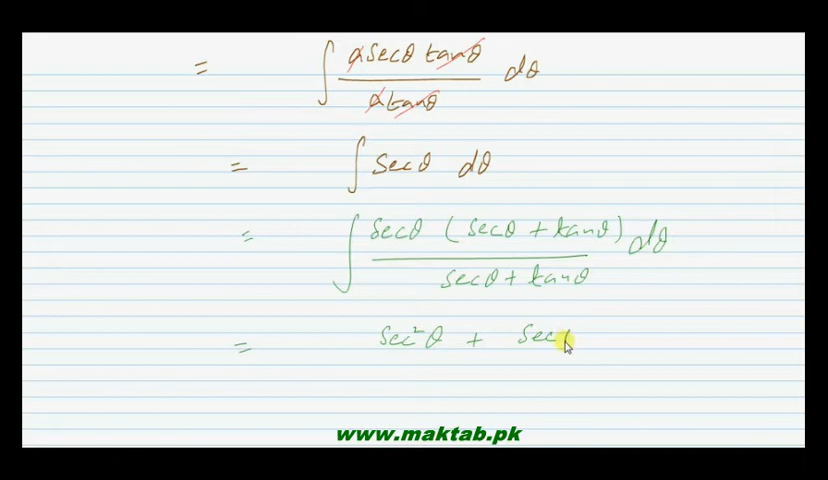 = ∫ a secθ tanθ / a tanθ dθ
= ∫ secθ dθ
= ∫ secθ (secθ + tanθ) / secθ + tanθ dθ
= sec²θ + sec
www.maktab.pk